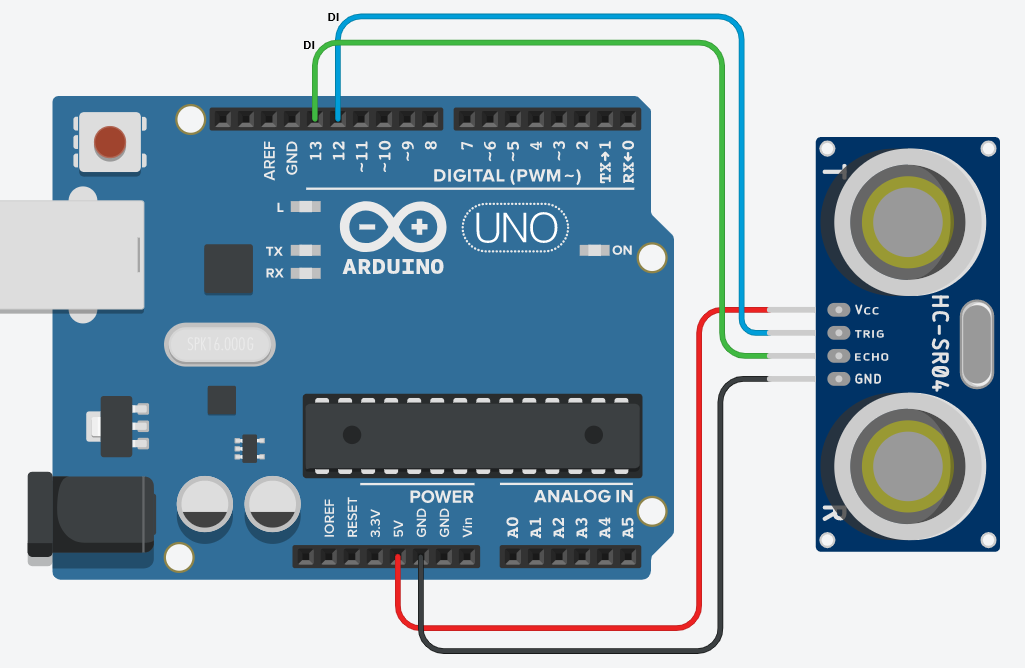 DI
DI
AREF
GND
13
12
~11
~10
~9
8
7
~6
~5
4
~3
2
TX→1
RX←0
DIGITAL (PWM~)
L
TX
RX
UNO
ON
ARDUINO
SPK16.000G
T
VCC
TRIG
ECHO
GND
HC-SR04
R
POWER
ANALOG IN
IOREF
RESET
3.3V
5V
GND
GND
Vin
A0
A1
A2
A3
A4
A5